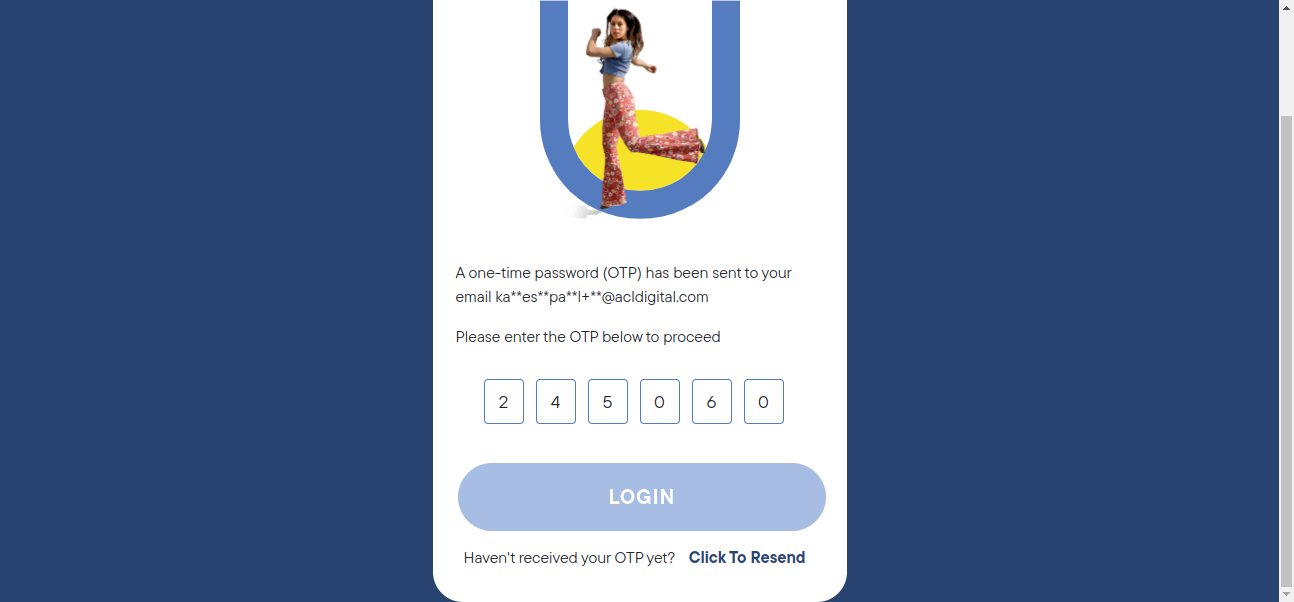 A one-time password (OTP) has been sent to your
email ka**es**pa**l+**@acldigital.com
Please enter the OTP below to proceed
2 4 5 0 6 0
LOGIN
Haven't received your OTP yet? Click To Resend